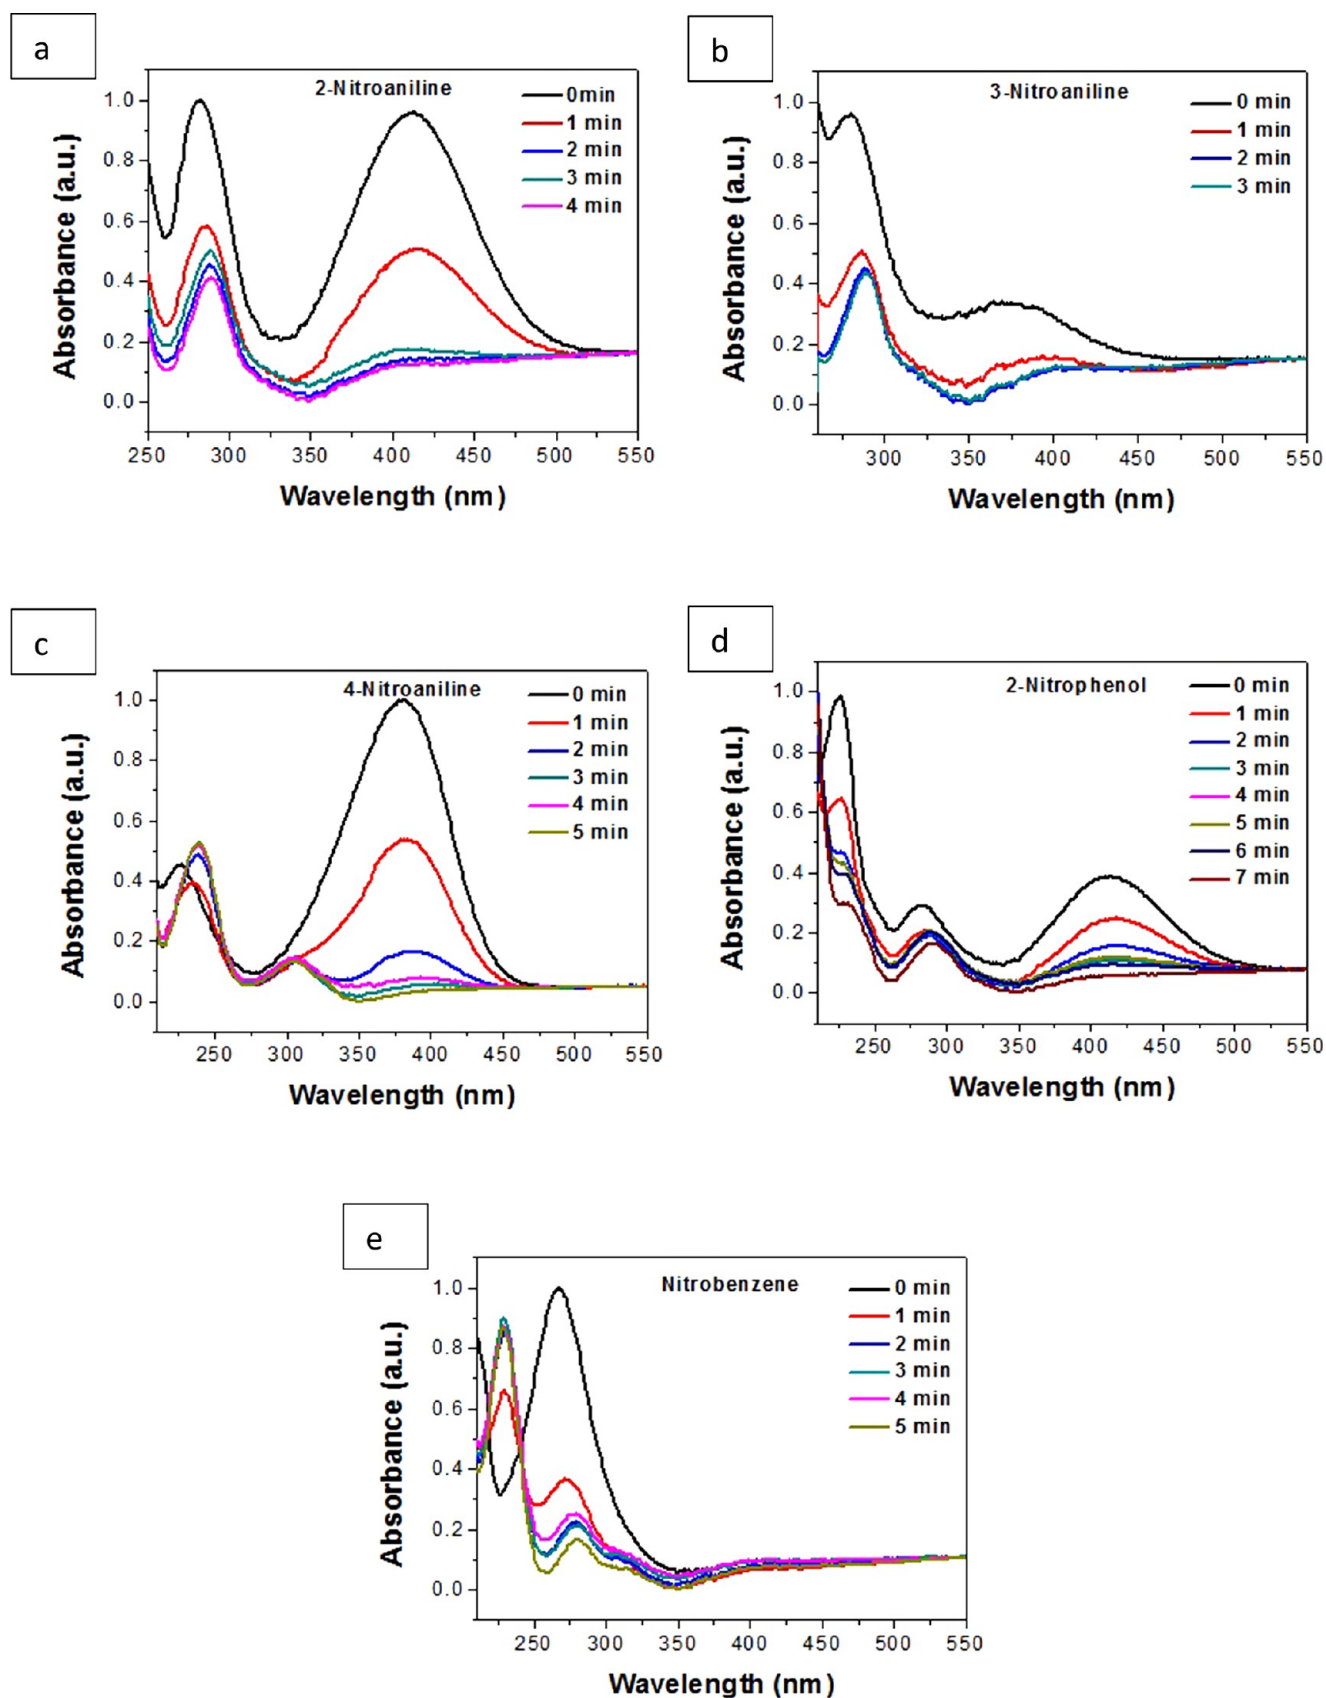 a
2-Nitroaniline
0min
1 min
2 min
3 min
4 min
1.0
0.8
0.6
0.4
0.2
0.0
Absorbance (a.u.)
250 300 350 400 450 500 550
Wavelength (nm)
b
3-Nitroaniline
0 min
1 min
2 min
3 min
1.0
0.8
0.6
0.4
0.2
0.0
Absorbance (a.u.)
300 350 400 450 500 550
Wavelength (nm)
c
4-Nitroaniline
0 min
1 min
2 min
3 min
4 min
5 min
1.0
0.8
0.6
0.4
0.2
0.0
Absorbance (a.u.)
250 300 350 400 450 500 550
Wavelength (nm)
d
2-Nitrophenol
0 min
1 min
2 min
3 min
4 min
5 min
6 min
7 min
1.0
0.8
0.6
0.4
0.2
0.0
Absorbance (a.u.)
250 300 350 400 450 500 550
Wavelength (nm)
e
Nitrobenzene
0 min
1 min
2 min
3 min
4 min
5 min
1.0
0.8
0.6
0.4
0.2
0.0
Absorbance (a.u.)
250 300 350 400 450 500 550
Wavelength (nm)